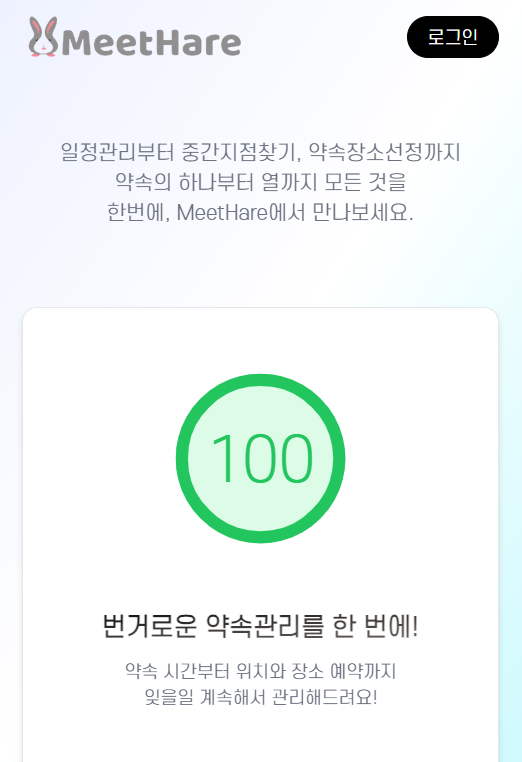 MeetHare
로그인
일정관리부터 중간지점찾기, 약속장소선정까지
약속의 하나부터 열까지 모든 것을
한번에, MeetHare에서 만나보세요.
100
번거로운 약속관리를 한 번에!
약속 시간부터 위치와 장소 예약까지
잊을일 계속해서 관리해드려요!